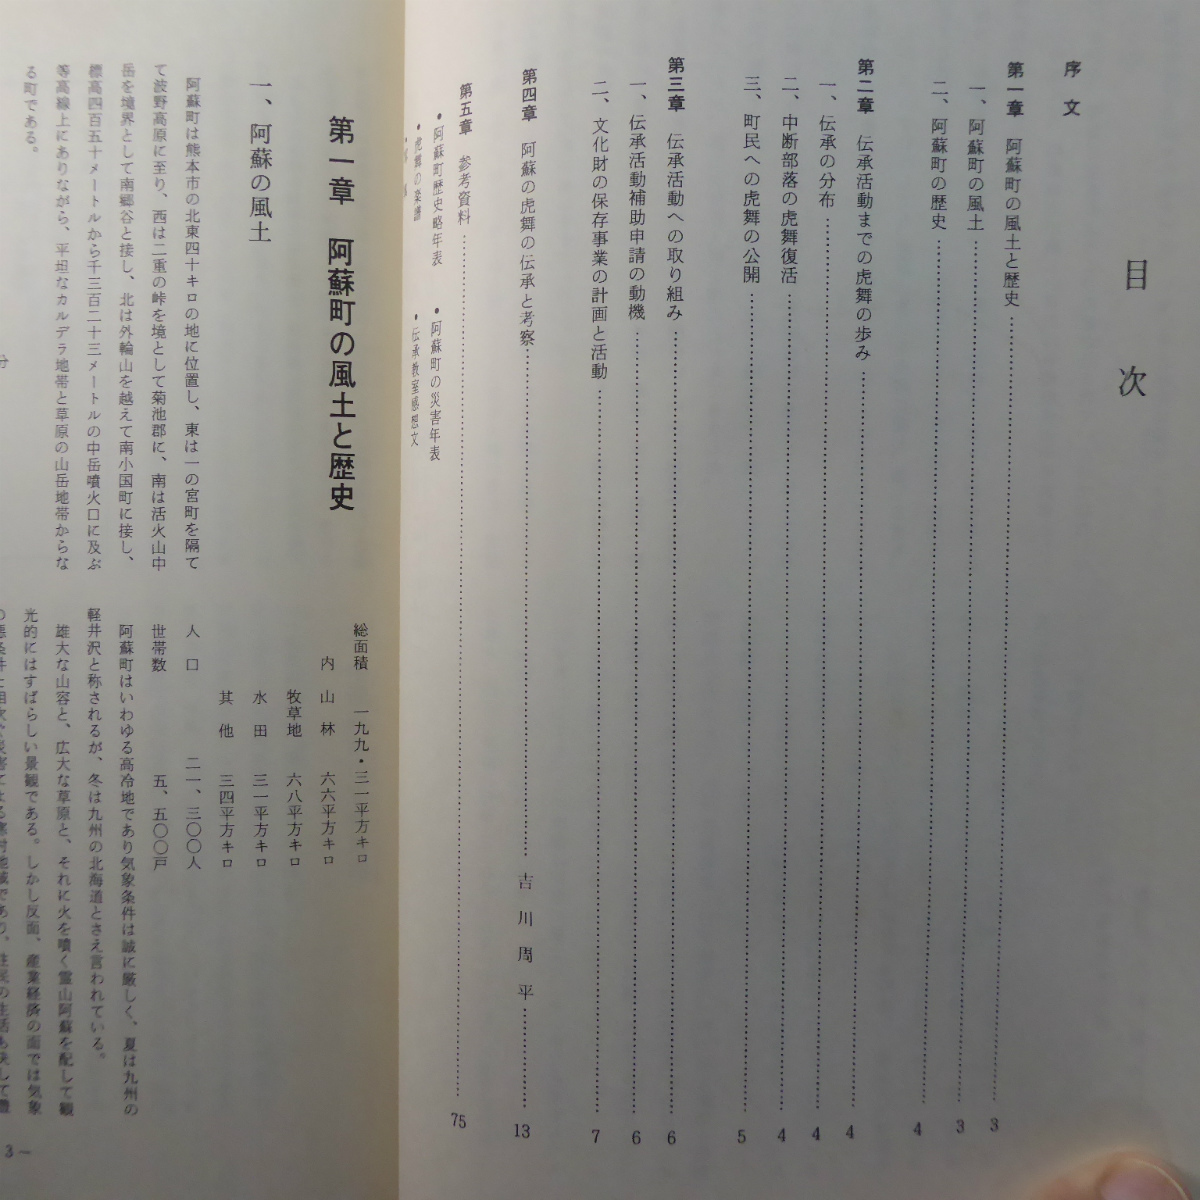 目次
序文
第一章 阿蘇町の風土と歴史 3
一、阿蘇町の風土 3
二、阿蘇町の歴史 4
第二章 伝承活動までの虎舞の歩み 4
一、伝承の分布 4
二、中断部落の虎舞復活 4
三、町民への虎舞の公開 5
第三章 伝承活動への取り組み 6
一、伝承活動補助申請の動機 6
二、文化財の保存事業の計画と活動 7
第四章 阿蘇の虎舞の伝承と考察 吉川周平 13
第五章 参考資料 75
・阿蘇町歴史略年表 ・阿蘇町の災害年表
・虎舞の楽譜 ・伝承教室感想文
第一章 阿蘇町の風土と歴史
一、阿蘇の風土
阿蘇町は熊本市の北東四十キロの地に位置し、東は一の宮町を隔て
て波野高原に至り、西は二重の峠を境として菊池郡に、南は活火山中
岳を境界として南郷谷と接し、北は外輪山を越えて南小国町に接し、
標高四百五十メートルから千三百二十三メートルの中岳噴火口に及ぶ
等高線上にありながら、平坦なカルデラ地帯と草原の山岳地帯からな
る町である。
総面積 一九九・三一平方キロ
内 山林 六六平方キロ
牧草地 六八平方キロ
水田 三一平方キロ
其他 三四平方キロ
人口 二一、三〇〇人
世帯数 五、五〇〇戸
阿蘇町はいわゆる高冷地であり気象条件は誠に厳しく、夏は九州の
軽井沢と称されるが、冬は九州の北海道とさえ言われている。
雄大な山容と、広大な草原と、それに火を噴く霊山阿蘇を配して観
光的にはすばらしい景観である。しかし反面、産業経済の面では気象
3－